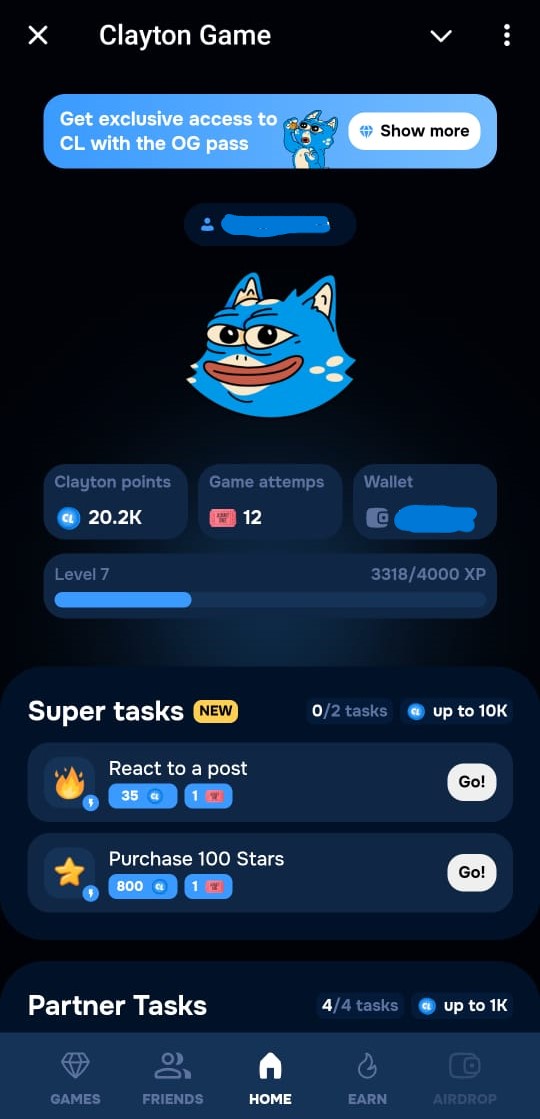 Clayton Game
Get exclusive access to
CL with the OG pass
Show more
Clayton points
20.2K
Game attemps
12
Wallet
Level 7
3318/4000 XP
Super tasks
NEW
0/2 tasks
up to 10K
React to a post
35
1
Go!
Purchase 100 Stars
800
1
Go!
Partner Tasks
4/4 tasks
up to 1K
GAMES
FRIENDS
HOME
EARN
AIRDROP